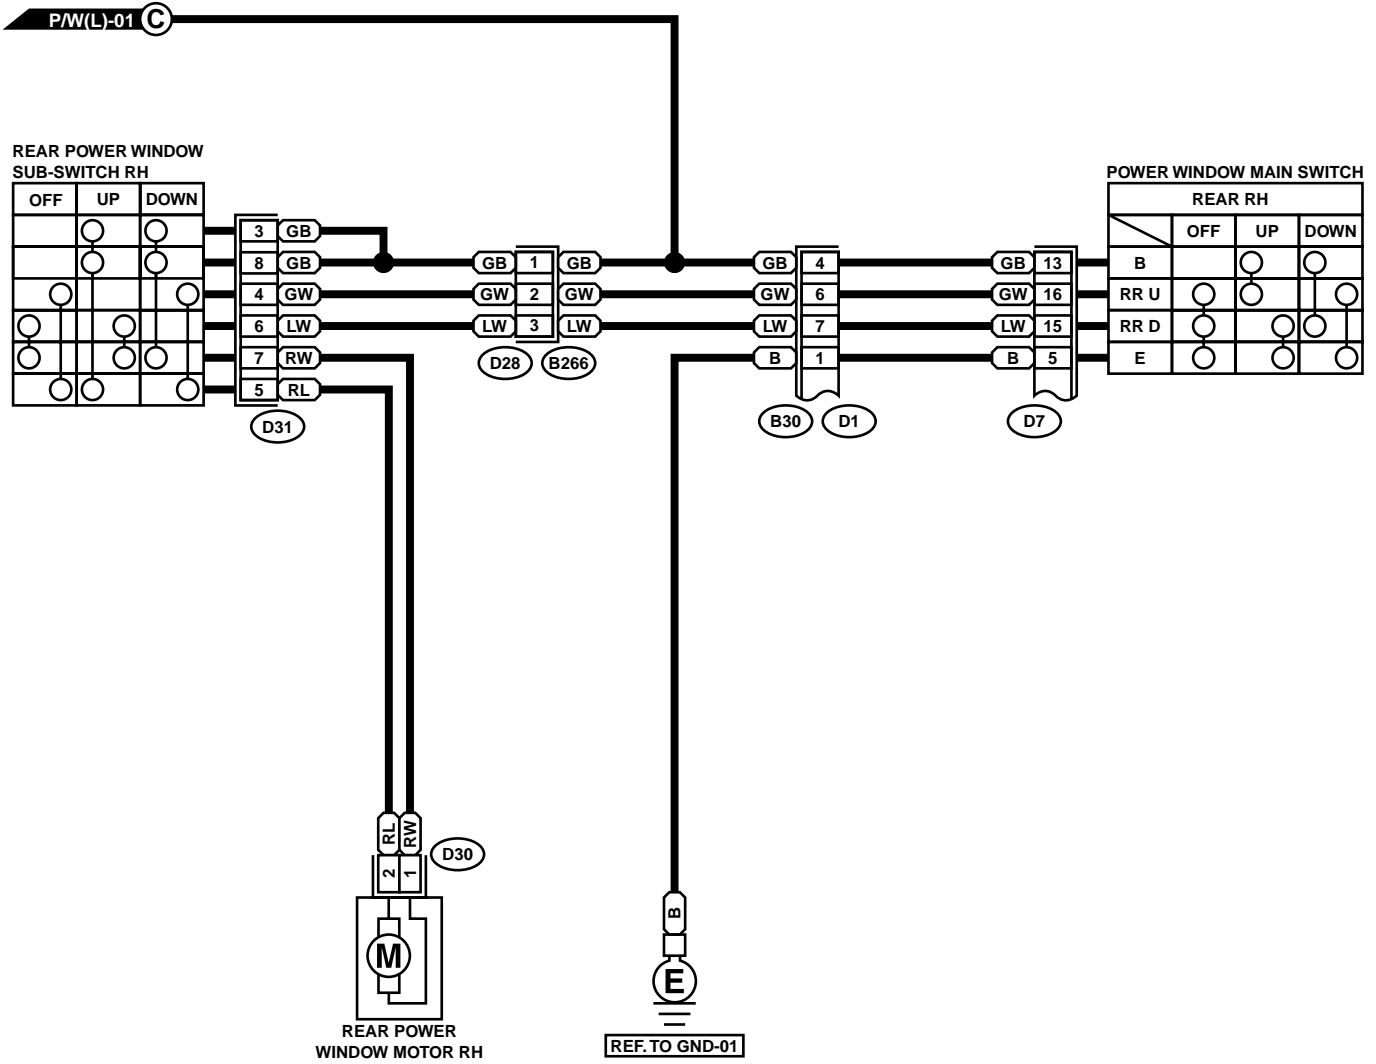 P/W(L)-01 C
REAR POWER WINDOW
SUB-SWITCH RH
OFF UP DOWN
POWER WINDOW MAIN SWITCH
REAR RH
OFF UP DOWN
3 GB
8 GB GB 1 GB GB 4 GB 13 B
4 GW GW 2 GW GW 6 GW 16 RR U
6 LW LW 3 LW LW 7 LW 15 RR D
7 RW B 1 B 5 E
5 RL
D28 B266
D31 B30 D1 D7
RL RW
D30
2 1
B
M
E
REAR POWER
WINDOW MOTOR RH
REF. TO GND-01